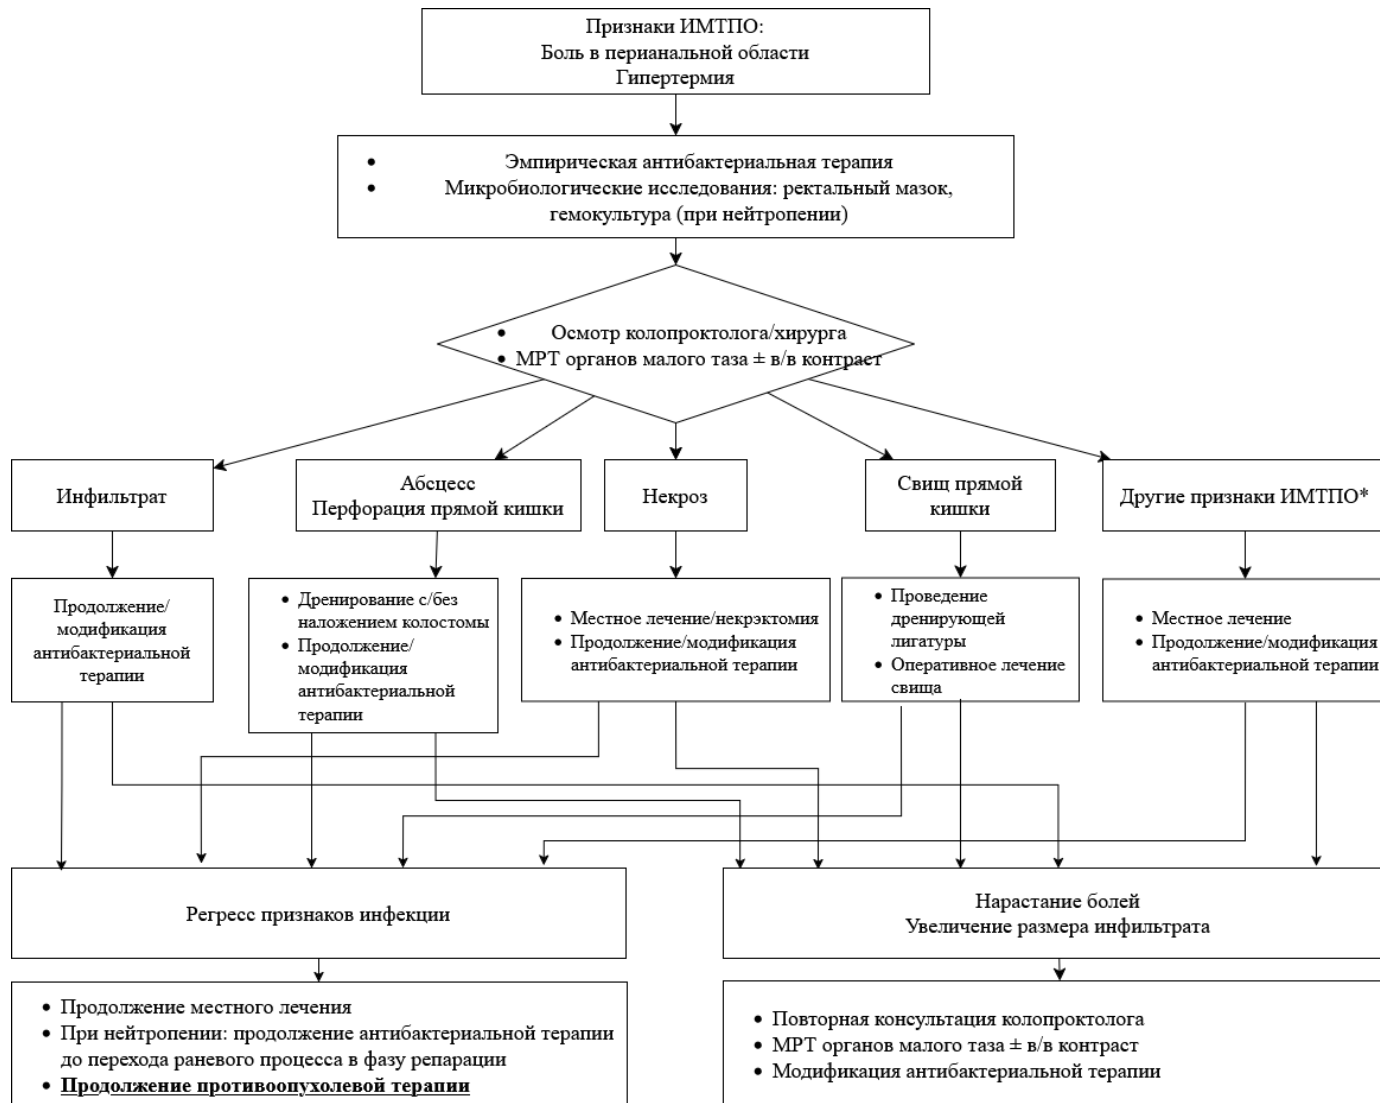 Признаки ИМТПО:
Боль в перианальной области
Гипертермия
• Эмпирическая антибактериальная терапия
• Микробиологические исследования: ректальный мазок,
гемокультура (при нейтропении)
• Осмотр колопроктолога/хирурга
• МРТ органов малого таза ± в/в контраст
Инфильтрат
Абсцесс
Перфорация прямой кишки
Некроз
Свищ прямой
кишки
Другие признаки ИМТПО*
Продолжение/
модификация
антибактериальной
терапии
• Дренирование с/без
наложением колостомы
• Продолжение/
модификация
антибактериальной
терапии
• Местное лечение/некрэктомия
• Продолжение/модификация
антибактериальной терапии
• Проведение
дренирующей
лигатуры
• Оперативное лечение
свища
• Местное лечение
• Продолжение/модификация
антибактериальной терапии
Регресс признаков инфекции
Нарастание болей
Увеличение размера инфильтрата
• Продолжение местного лечения
• При нейтропении: продолжение антибактериальной терапии
до перехода раневого процесса в фазу репарации
• Продолжение противоопухолевой терапии
• Повторная консультация колопроктолога
• МРТ органов малого таза ± в/в контраст
• Модификация антибактериальной терапии